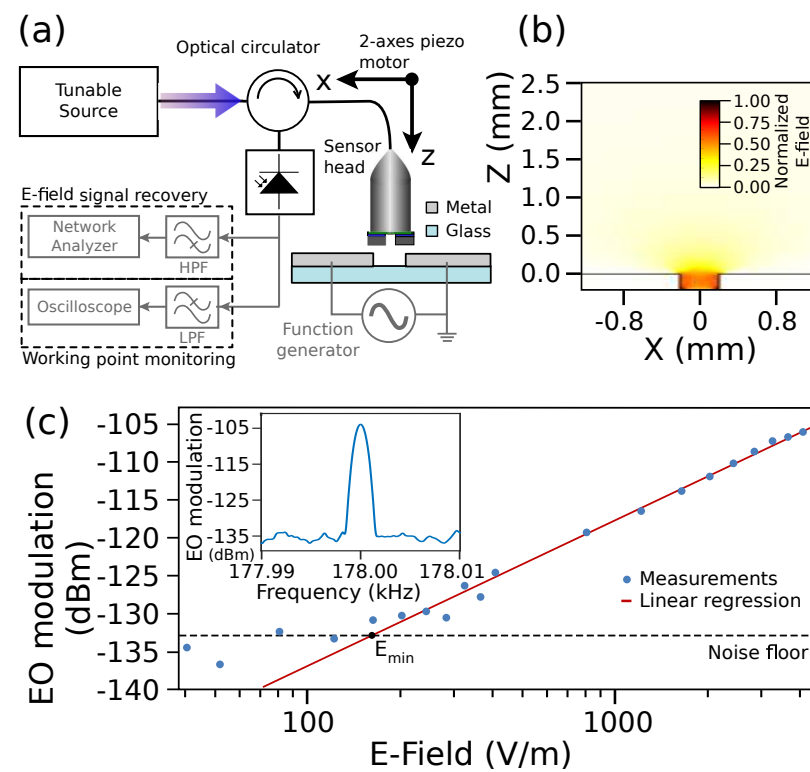 (a)
Optical circulator
2-axes piezo
motor
X
Z
Tunable
Source
Sensor
head
Metal
Glass
E-field signal recovery
Network
Analyzer
HPF
Oscilloscope
LPF
Working point monitoring
Function
generator
(b)
Z (mm)
2.5
2.0
1.5
1.0
0.5
0.0
1.00
0.75
0.50
0.25
0.00
Normalized
E-field
-0.8
0
0.8
X (mm)
(c)
EO modulation
(dBm)
-105
-110
-115
-120
-125
-130
-135
-140
EO modulation
(dBm)
-105
-115
-125
-135
177.99
178.00
178.01
Frequency (kHz)
Measurements
Linear regression
Emin
Noise floor
100
1000
E-Field (V/m)